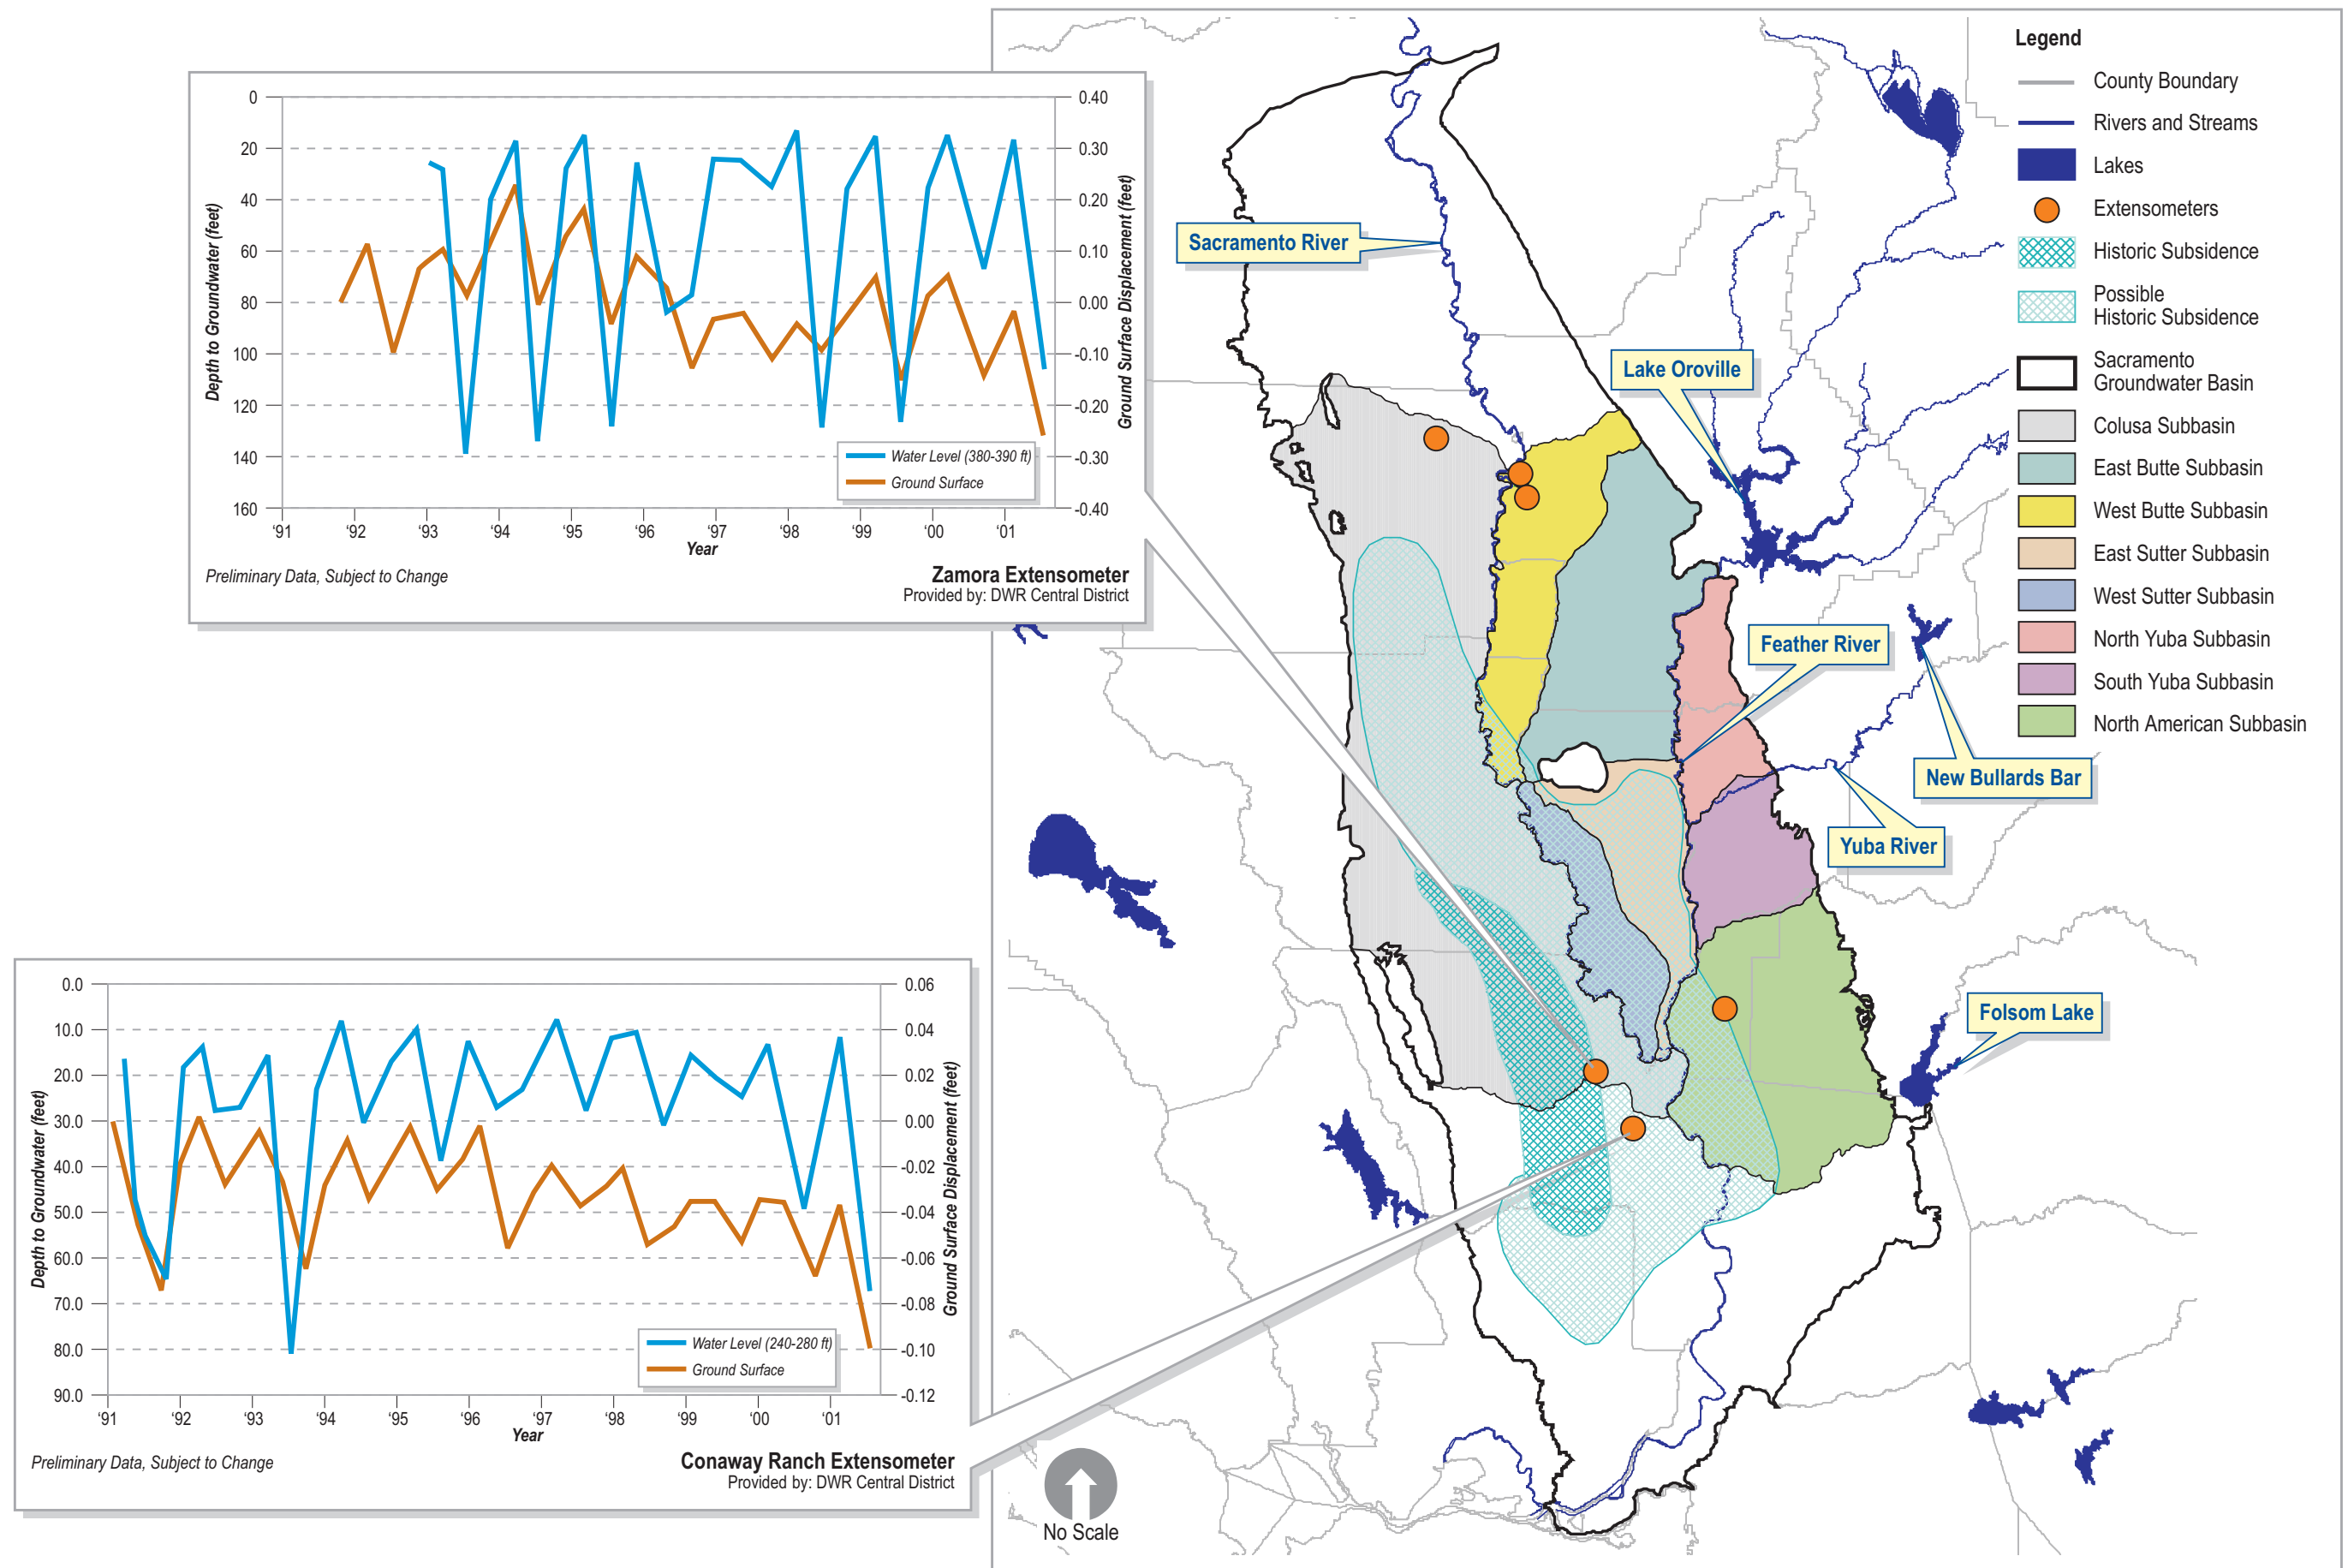 0
20
40
60
80
100
120
140
160
0.40
0.30
0.20
0.10
0.00
-0.10
-0.20
-0.30
-0.40
Depth to Groundwater (feet)
Ground Surface Displacement (feet)
Water Level (380-390 ft)
Ground Surface
‘91 ‘92 ‘93 ‘94 ‘95 ‘96 ‘97 ‘98 ‘99 ‘00 ‘01
Year
Preliminary Data, Subject to Change
Zamora Extensometer
Provided by: DWR Central District
0.0
10.0
20.0
30.0
40.0
50.0
60.0
70.0
80.0
90.0
0.06
0.04
0.02
0.00
-0.02
-0.04
-0.06
-0.08
-0.10
-0.12
Depth to Groundwater (feet)
Ground Surface Displacement (feet)
Water Level (240-280 ft)
Ground Surface
‘91 ‘92 ‘93 ‘94 ‘95 ‘96 ‘97 ‘98 ‘99 ‘00 ‘01
Year
Preliminary Data, Subject to Change
Conaway Ranch Extensometer
Provided by: DWR Central District
Sacramento River
Lake Oroville
Feather River
New Bullards Bar
Yuba River
Folsom Lake
No Scale
Legend
County Boundary
Rivers and Streams
Lakes
Extensometers
Historic Subsidence
Possible
Historic Subsidence
Sacramento
Groundwater Basin
Colusa Subbasin
East Butte Subbasin
West Butte Subbasin
East Sutter Subbasin
West Sutter Subbasin
North Yuba Subbasin
South Yuba Subbasin
North American Subbasin